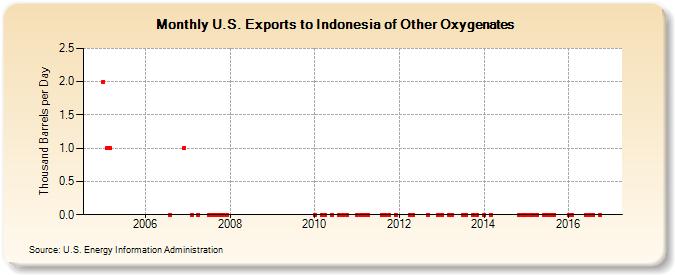 Monthly U.S. Exports to Indonesia of Other Oxygenates
Thousand Barrels per Day
2.5
2.0
1.5
1.0
0.5
0.0
2006 2008 2010 2012 2014 2016
Source: U.S. Energy Information Administration